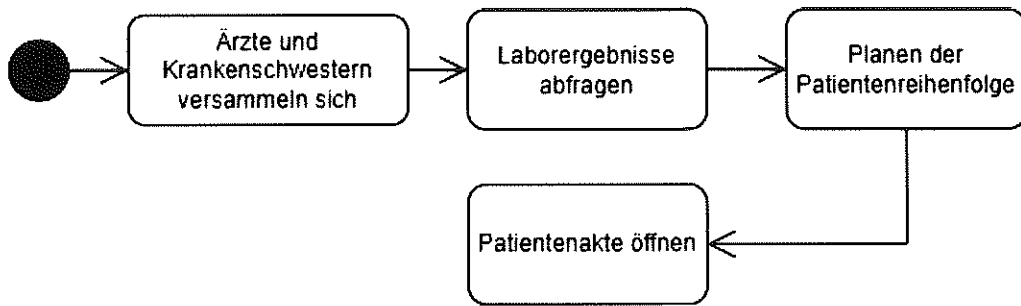 Ärzte und
Krankenschwestern
versammeln sich
Laborergebnisse
abfragen
Planen der
Patientenreihenfolge
Patientenakte öffnen